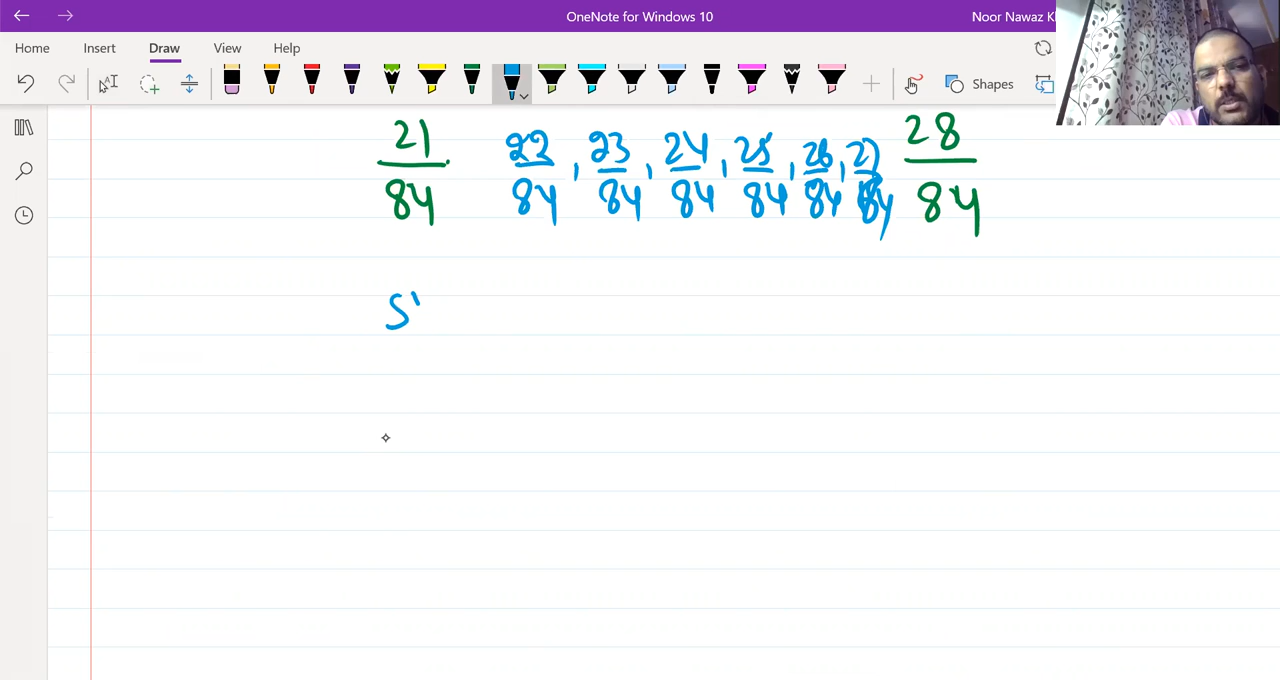 OneNote for Windows 10 Noor Nawaz
Home Insert Draw View Help
Shapes
21/84 22/84, 23/84, 24/84, 25/84, 26/84, 27/84 28/84